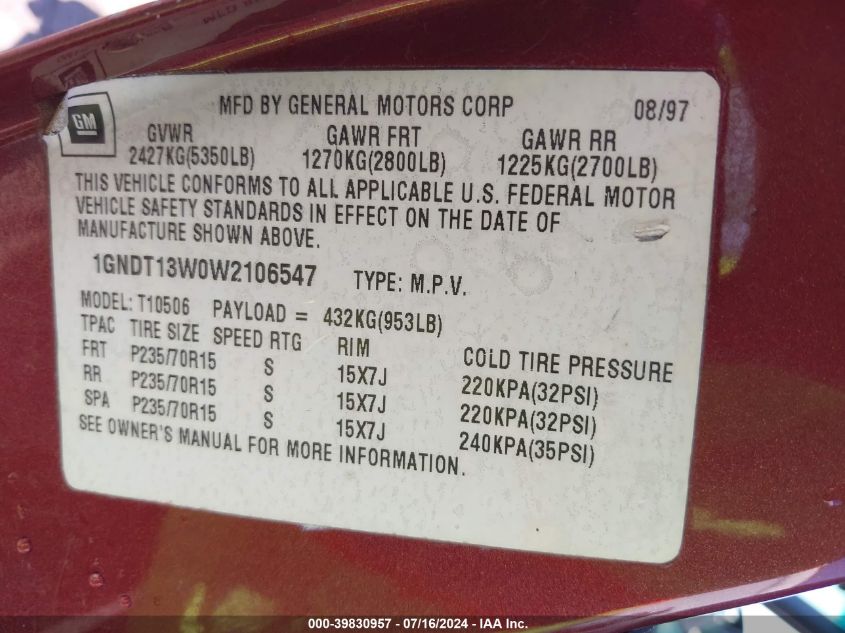 GM
MFD BY GENERAL MOTORS CORP 08/97
GVWR GAWR FRT GAWR RR
2427KG(5350LB) 1270KG(2800LB) 1225KG(2700LB)
THIS VEHICLE CONFORMS TO ALL APPLICABLE U.S. FEDERAL MOTOR
VEHICLE SAFETY STANDARDS IN EFFECT ON THE DATE OF
MANUFACTURE SHOWN ABOVE.
1GNDT13W0W2106547 TYPE: M.P.V.
MODEL: T10506 PAYLOAD = 432KG(953LB)
TPAC TIRE SIZE SPEED RTG RIM COLD TIRE PRESSURE
FRT P235/70R15 S 15X7J 220KPA(32PSI)
RR P235/70R15 S 15X7J 220KPA(32PSI)
SPA P235/70R15 S 15X7J 240KPA(35PSI)
SEE OWNER'S MANUAL FOR MORE INFORMATION.
000-39830957 / 07/16/2024 - IAA Inc.